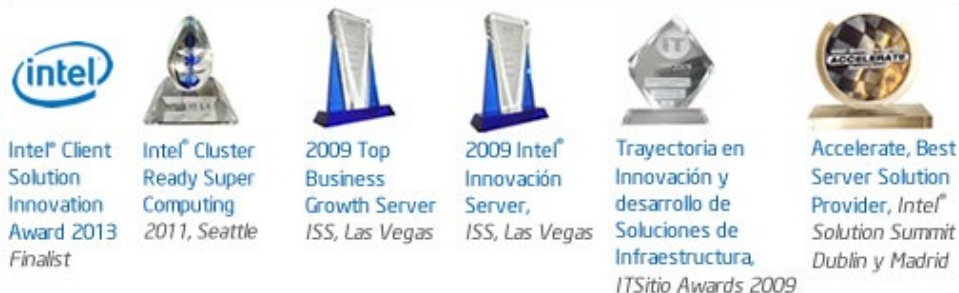 intel
Intel® Client
Solution
Innovation
Award 2013
Finalist
Intel® Cluster
Ready Super
Computing
2011, Seattle
2009 Top
Business
Growth Server
ISS, Las Vegas
2009 Intel®
Innovación
Server,
ISS, Las Vegas
iT
Trayectoria en
Innovación y
desarrollo de
Soluciones de
Infraestructura,
ITSitio Awards 2009
ACCELERATE
Accelerate, Best
Server Solution
Provider, Intel®
Solution Summit
Dublin y Madrid